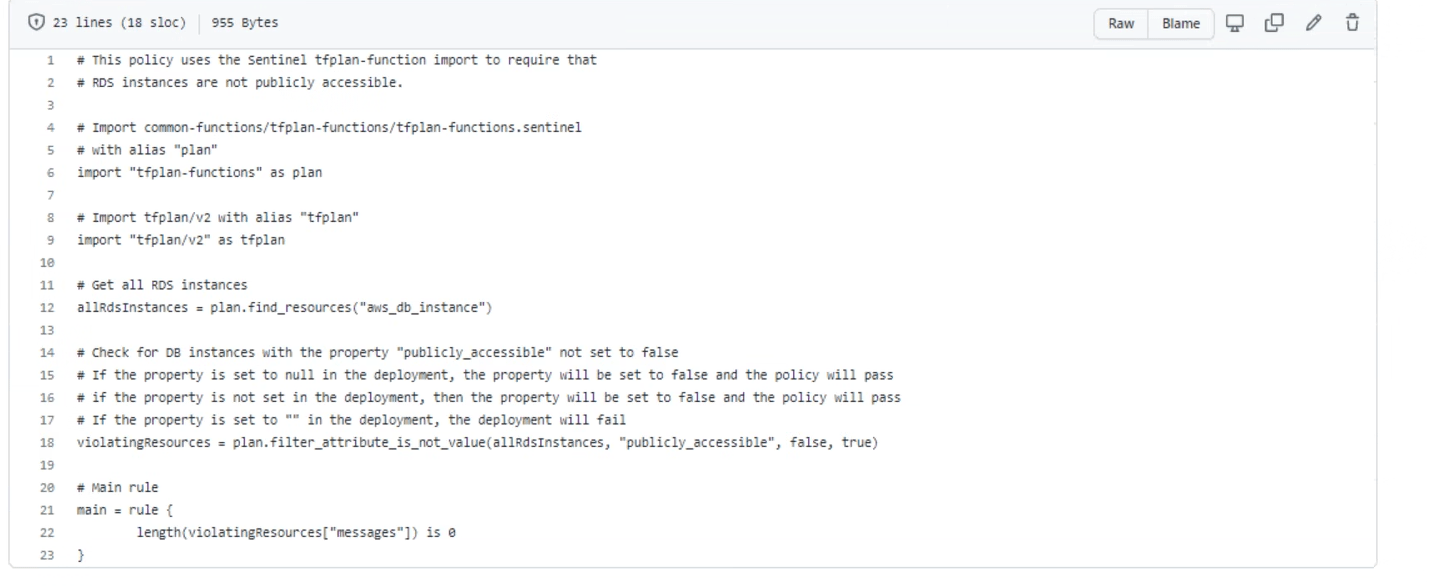 23 lines (18 sloc) 955 Bytes Raw Blame
1 # This policy uses the Sentinel tfplan-function import to require that
2 # RDS instances are not publicly accessible.
3
4 # Import common-functions/tfplan-functions/tfplan-functions.sentinel
5 # with alias "plan"
6 import "tfplan-functions" as plan
7
8 # Import tfplan/v2 with alias "tfplan"
9 import "tfplan/v2" as tfplan
10
11 # Get all RDS instances
12 allRdsInstances = plan.find_resources("aws_db_instance")
13
14 # Check for DB instances with the property "publicly_accessible" not set to false
15 # If the property is set to null in the deployment, the property will be set to false and the policy will pass
16 # if the property is not set in the deployment, then the property will be set to false and the policy will pass
17 # If the property is set to "" in the deployment, the deployment will fail
18 violatingResources = plan.filter_attribute_is_not_value(allRdsInstances, "publicly_accessible", false, true)
19
20 # Main rule
21 main = rule {
22 length(violatingResources["messages"]) is 0
23 }